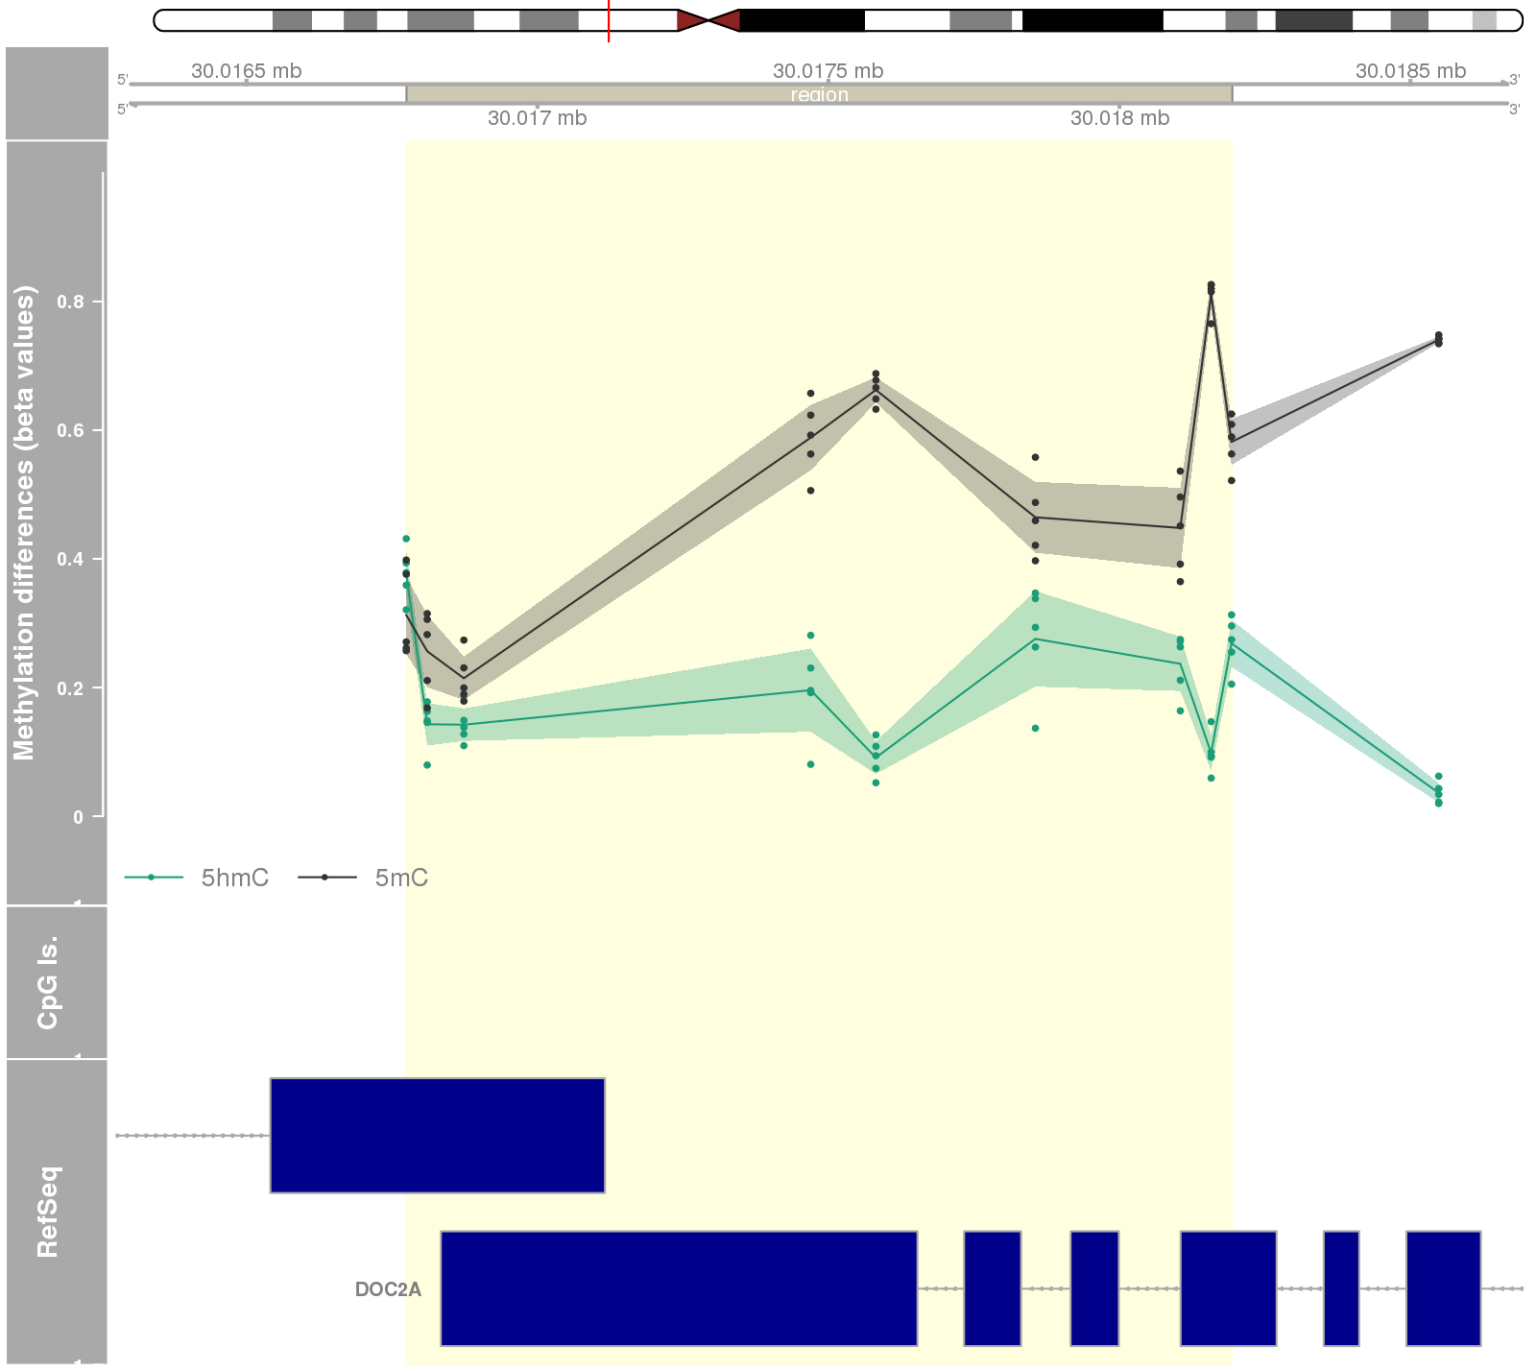 30.0165 mb 30.0175 mb 30.0185 mb
5' 3'
region
5' 3'
30.017 mb 30.018 mb
Methylation differences (beta values)
0.8
0.6
0.4
0.2
0
5hmC 5mC
CpG Is.
RefSeq
DOC2A